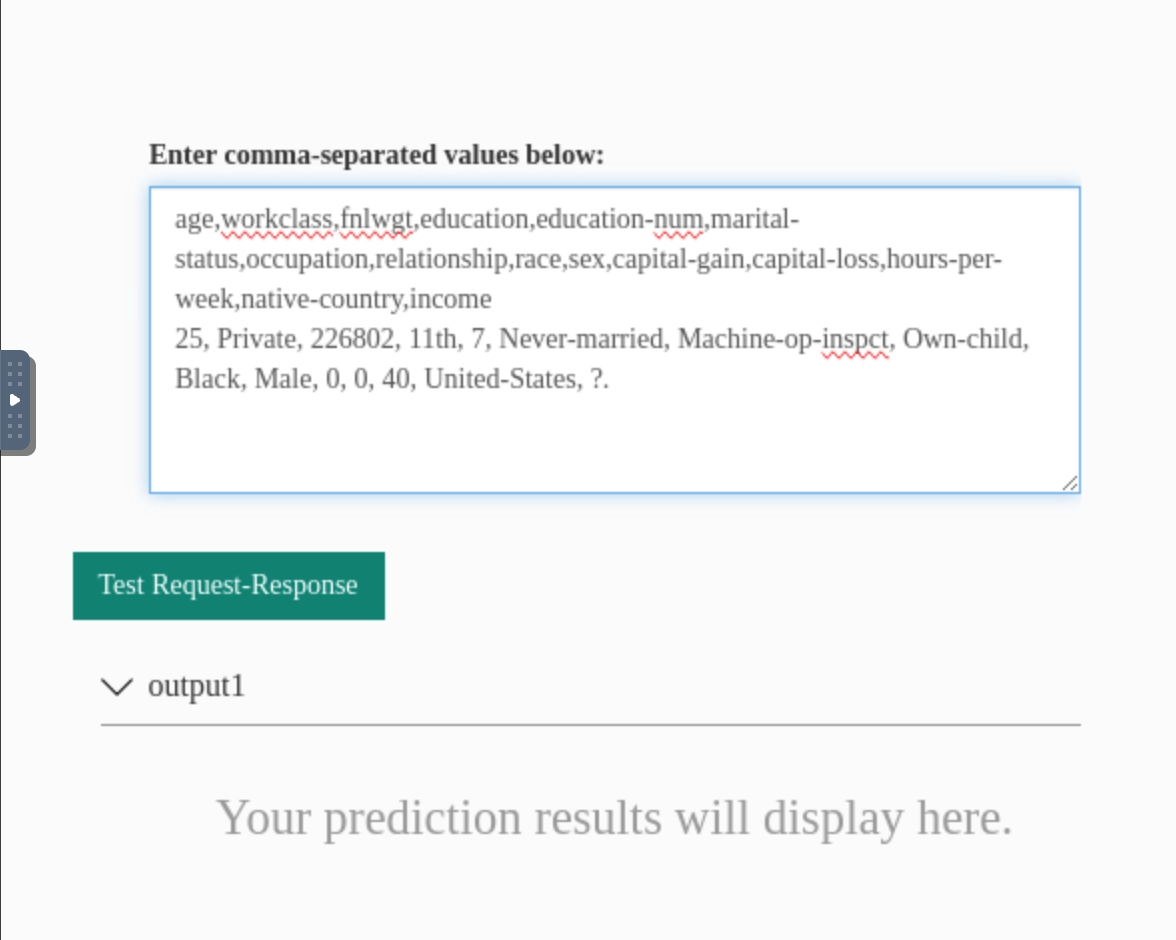 Enter comma-separated values below:
age,workclass,fnlwgt,education,education-num,marital-
status,occupation,relationship,race,sex,capital-gain,capital-loss,hours-per-
week,native-country,income
25, Private, 226802, 11th, 7, Never-married, Machine-op-inspct, Own-child,
Black, Male, 0, 0, 40, United-States, ?.
Test Request-Response
output1
Your prediction results will display here.